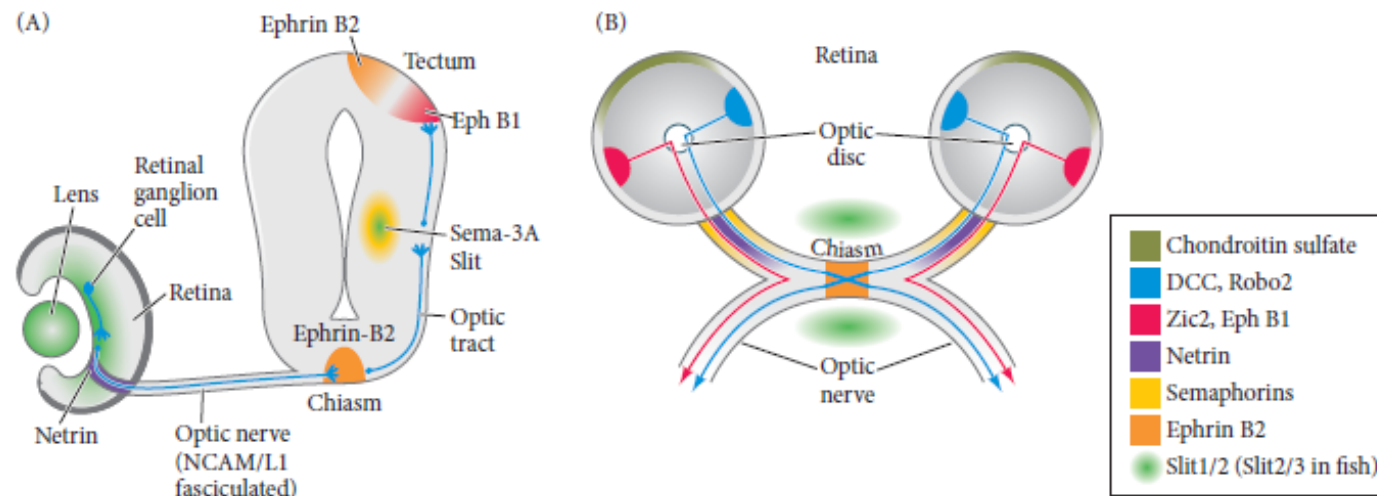 (A)
Ephrin B2
Tectum
Eph B1
Retinal
ganglion
cell
Lens
Sema-3A
Slit
Retina
Ephrin-B2
Optic
tract
Chiasm
Netrin
Optic nerve
(NCAM/L1
fasciculated)
(B)
Retina
Optic
disc
Chiasm
Optic
nerve
Chondroitin sulfate
DCC, Robo2
Zic2, Eph B1
Netrin
Semaphorins
Ephrin B2
Slit1/2 (Slit2/3 in fish)